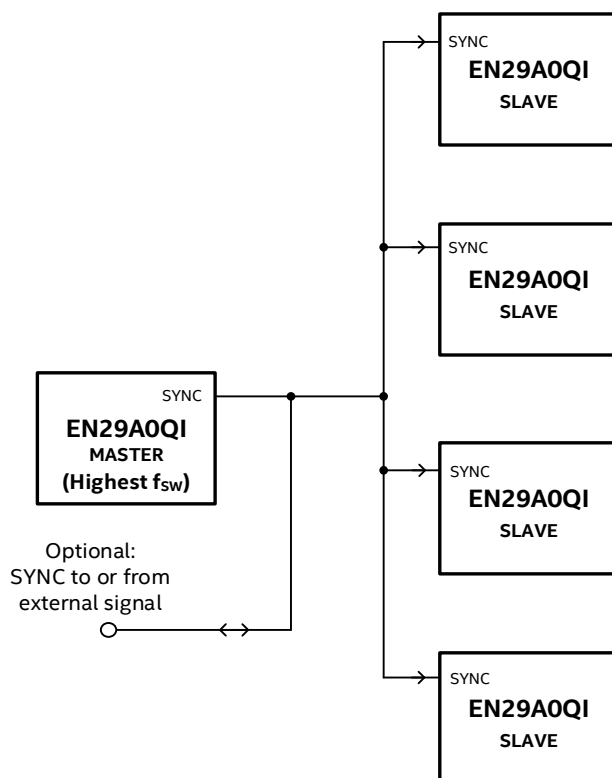 SYNC
EN29A0QI
SLAVE
SYNC
EN29A0QI
SLAVE
SYNC
EN29A0QI
MASTER
(Highest fSW)
SYNC
EN29A0QI
SLAVE
Optional:
SYNC to or from
external signal
SYNC
EN29A0QI
SLAVE